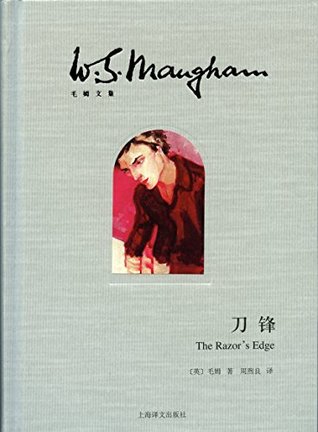 W.S. Maugham
毛姆文集
刀锋
The Razor's Edge
〔英〕毛姆 著 周煦良 译
上海译文出版社